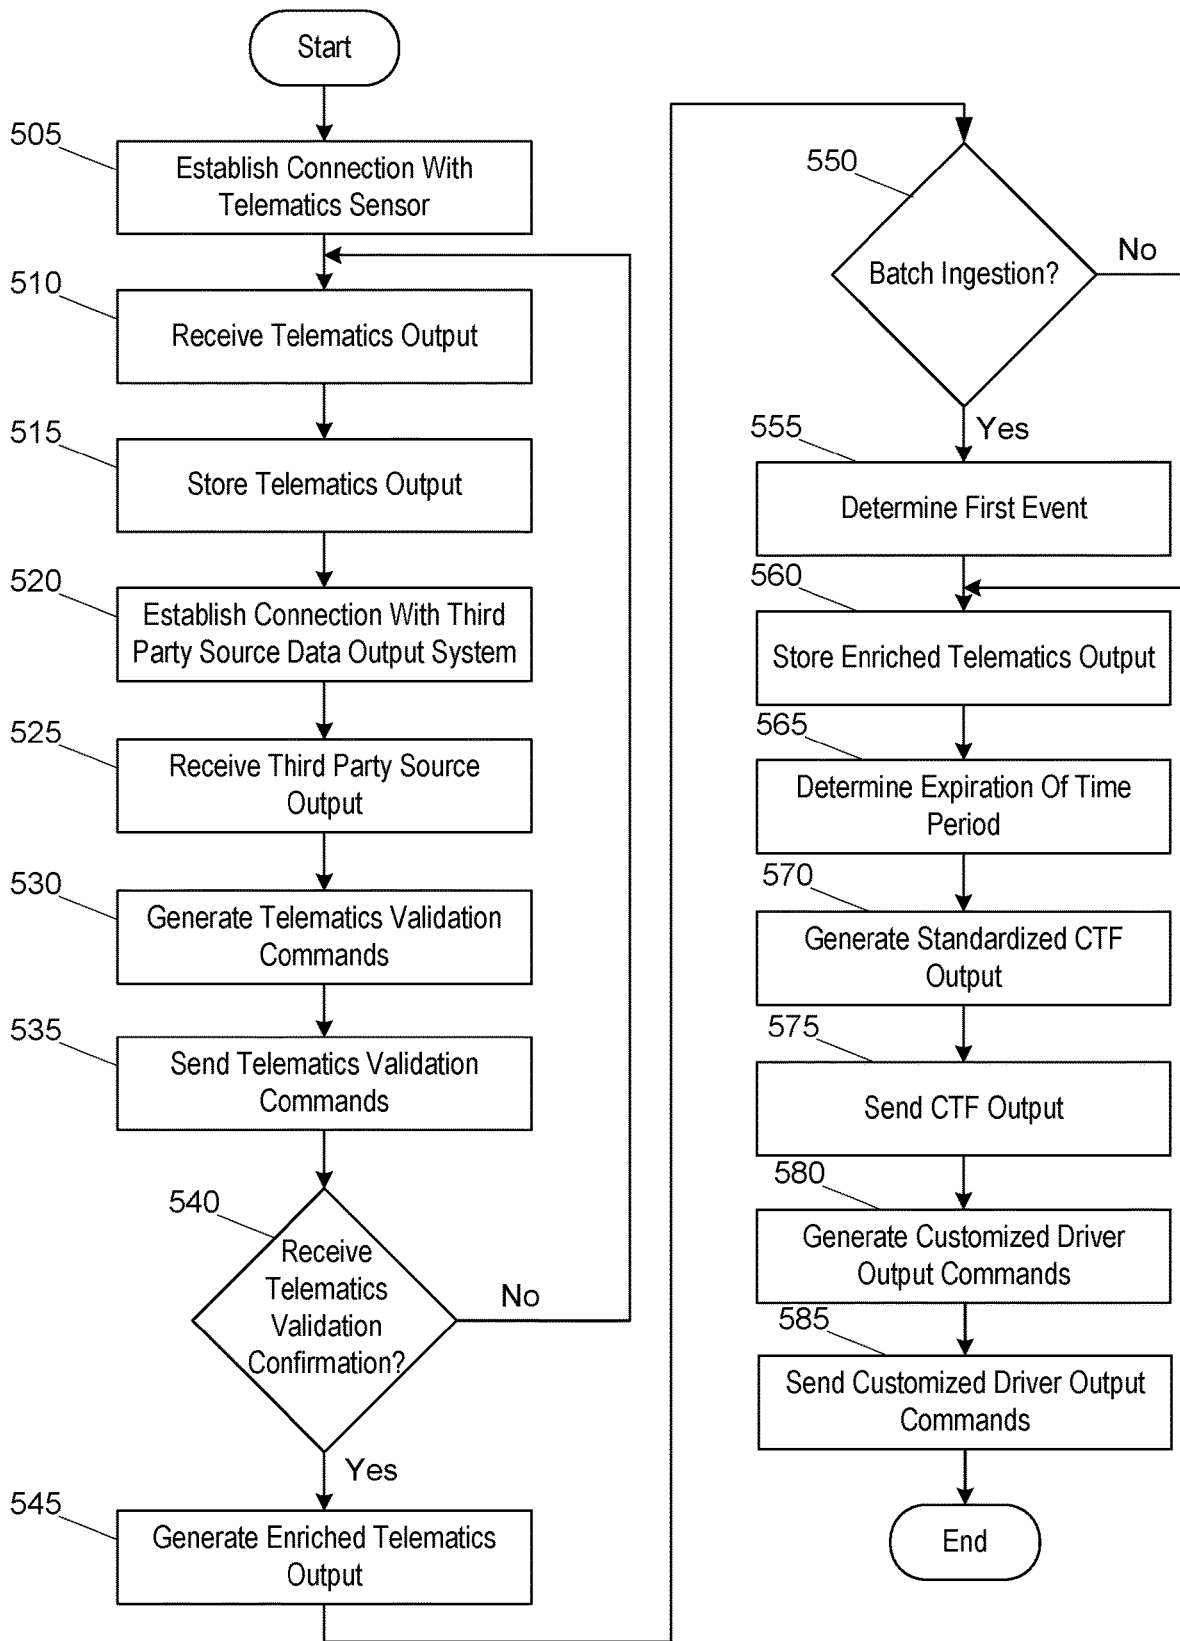 Start
505
Establish Connection With
Telematics Sensor
510
Receive Telematics Output
515
Store Telematics Output
520
Establish Connection With Third
Party Source Data Output System
525
Receive Third Party Source
Output
530
Generate Telematics Validation
Commands
535
Send Telematics Validation
Commands
540
Receive
Telematics
Validation
Confirmation?
No
Yes
545
Generate Enriched Telematics
Output
550
Batch Ingestion?
No
Yes
555
Determine First Event
560
Store Enriched Telematics Output
565
Determine Expiration Of Time
Period
570
Generate Standardized CTF
Output
575
Send CTF Output
580
Generate Customized Driver
Output Commands
585
Send Customized Driver Output
Commands
End